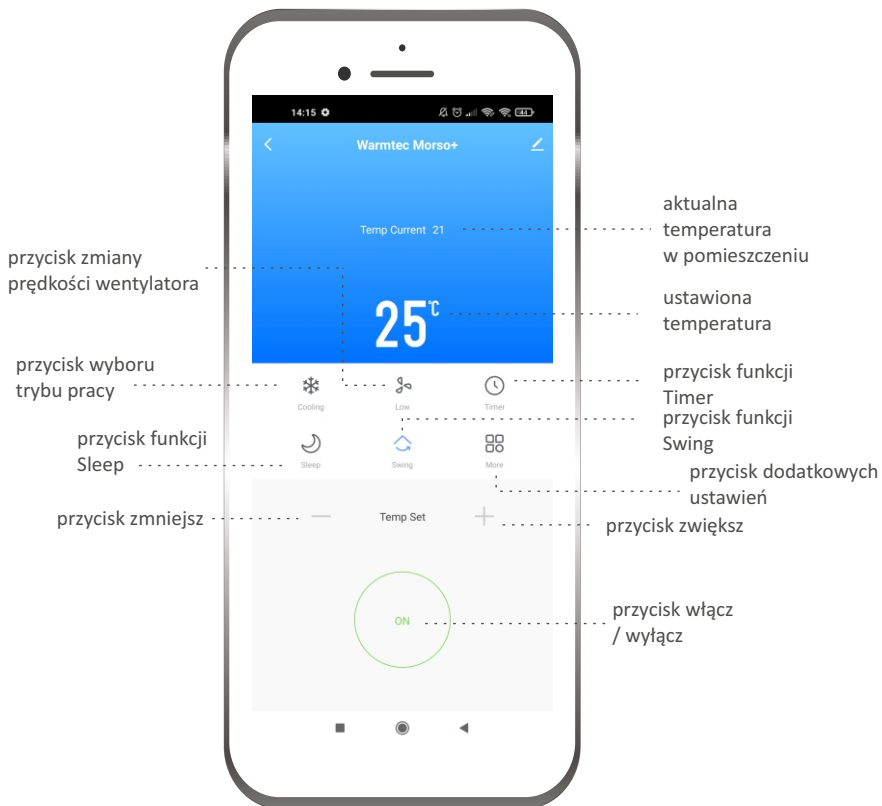 14:15
44
Warmtec Morso+
Temp Current 21
25°C
Cooling
Low
Timer
Sleep
Swing
More
Temp Set
ON
przycisk zmiany
prędkości wentylatora
przycisk wyboru
trybu pracy
przycisk funkcji
Sleep
przycisk zmniejsz
aktualna
temperatura
w pomieszczeniu
ustawiona
temperatura
przycisk funkcji
Timer
przycisk funkcji
Swing
przycisk dodatkowych
ustawień
przycisk zwiększ
przycisk włącz
/ wyłącz